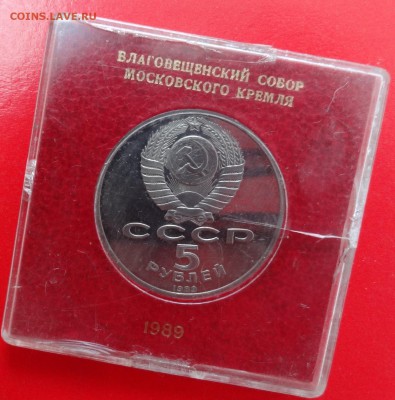 COINS.LAVE.RU
БЛАГОВЕЩЕНСКИЙ СОБОР
МОСКОВСКОГО КРЕМЛЯ
СССР
5
РУБЛЕЙ
1989
1989